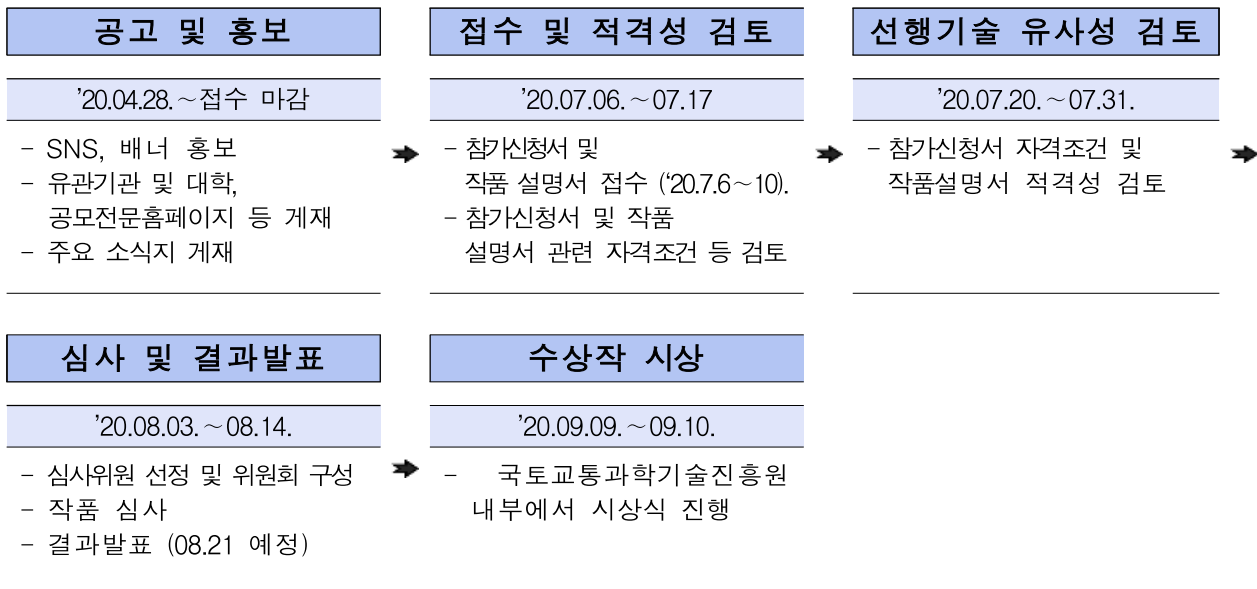 공고 및 홍보
'20.04.28.~접수 마감
- SNS, 배너 홍보
- 유관기관 및 대학,
공모전문홈페이지 등 게재
- 주요 소식지 게재
접수 및 적격성 검토
'20.07.06.~07.17
- 참가신청서 및
작품 설명서 접수 ('20.7.6~10).
- 참가신청서 및 작품
설명서 관련 자격조건 등 검토
선행기술 유사성 검토
'20.07.20.~07.31.
- 참가신청서 자격조건 및
작품설명서 적격성 검토
심사 및 결과발표
'20.08.03.~08.14.
- 심사위원 선정 및 위원회 구성
- 작품 심사
- 결과발표 (08.21 예정)
수상작 시상
'20.09.09.~09.10.
- 국토교통과학기술진흥원
내부에서 시상식 진행